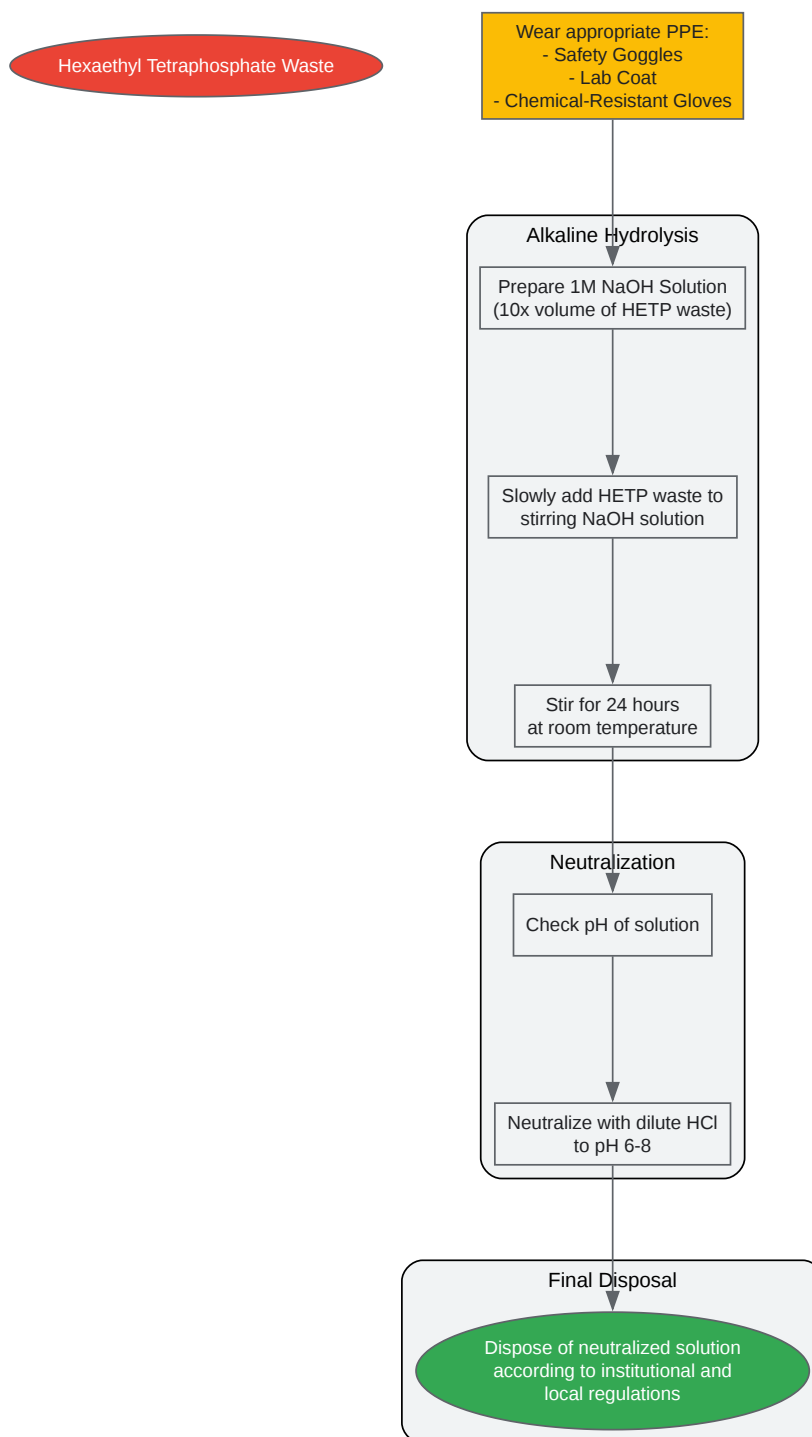 Hexaethyl Tetraphosphate Waste
Wear appropriate PPE:
- Safety Goggles
- Lab Coat
- Chemical-Resistant Gloves
Alkaline Hydrolysis
Prepare 1M NaOH Solution
(10x volume of HETP waste)
Slowly add HETP waste to
stirring NaOH solution
Stir for 24 hours
at room temperature
Neutralization
Check pH of solution
Neutralize with dilute HCl
to pH 6-8
Final Disposal
Dispose of neutralized solution
according to institutional and
local regulations